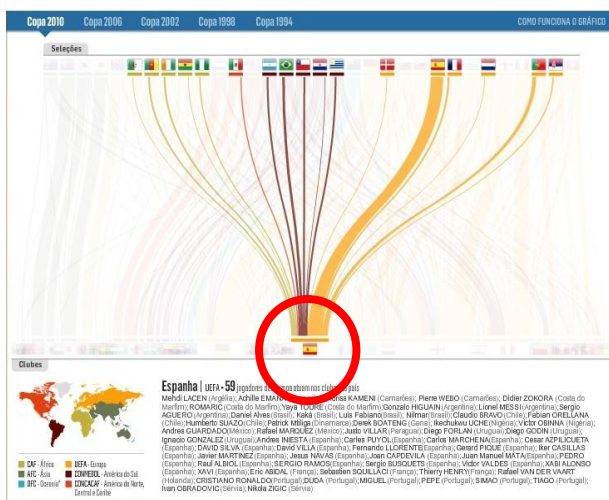 Copa 2010 Copa 2006 Copa 2002 Copa 1998 Copa 1994 COMO FUNCIONA O GRÁFICO
Seleções
Clubes
Espanha | UEFA • 59 jogadores da Copa atuam nos clubes do país
Mehdi LACEN (Argélia); Achille EMANA KAMENI (Camarões); Pierre WEBO (Camarões); Didier ZOKORA (Costa do
Marfim); ROMARIC(Costa do Marfim);Yaya TOURE (Costa do Marfim);Gonzalo HIGUAIN(Argentina);Lionel MESSI(Argentina);Sergio
AGUERO(Argentina);Daniel Alves(Brasil); Kaká (Brasil); Luis Fabiano(Brasil); Nilmar(Brasil);Claudio BRAVO(Chile);Fabian ORELLANA
(Chile);Humberto SUAZO(Chile); Patrick Mtiliga (Dinamarca);Derek BOATENG (Gana); Ikechukwu UCHE(Nigéria);Victor OBINNA (Nigéria);
Andres GUARDADO(México); Rafael MARQUEZ (México);Justo VILLAR(Paraguai);Diego FORLAN (Uruguai);Diego GODIN (Uruguai);
Ignacio GONZALEZ(Uruguai);Andres INIESTA (Espanha); Carles PUYOL(Espanha); Carlos MARCHENA(Espanha); Cesar AZPILICUETA
(Espanha); DAVID SILVA (Espanha); David VILLA (Espanha); Fernando LLORENTE(Espanha); Gerard PIQUE (Espanha); Iker CASILLAS
(Espanha); Javier MARTINEZ (Espanha); Jesus NAVAS (Espanha);Joan CAPDEVILA (Espanha); Juan Manuel MATA(Espanha); PEDRO
(Espanha); Raul ALBIOL (Espanha); SERGIO RAMOS(Espanha); Sergio BUSQUETS (Espanha); Victor VALDES (Espanha); XABI ALONSO
(Espanha); XAVI (Espanha); Eric ABIDAL (França); Sebastien SQUILLACI (França); Thierry HENRY(França); Rafael VAN DER VAART
(Holanda);CRISTIANO RONALDO(Portugal);DUDA (Portugal); MIGUEL (Portugal); PEPE (Portugal); SIMAO (Portugal); TIAGO (Portugal);
Ivan OBRADOVIC (Sérvia); Nikola ZIGIC (Sérvia)
CAF - África UEFA - Europa
AFC - Ásia CONMEBOL - América do Sul
OFC - Oceania CONCACAF - América do Norte,
Central e Caribe